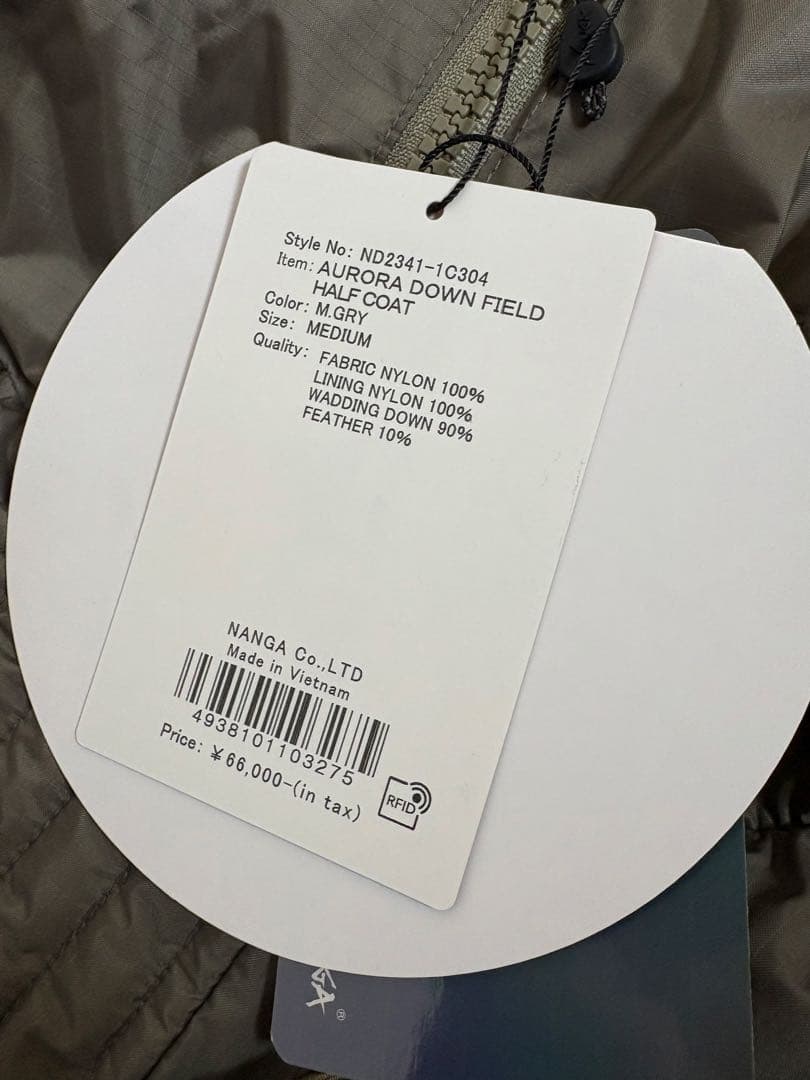 Style No: ND2341-1C304
Item: AURORA DOWN FIELD
HALF COAT
Color: M.GRY
Size: MEDIUM
Quality: FABRIC NYLON 100%
LINING NYLON 100%
WADDING DOWN 90%
FEATHER 10%
NANGA Co.,LTD
Made in Vietnam
4938101103275
Price: ¥66,000-(in tax)
RFID
GA®